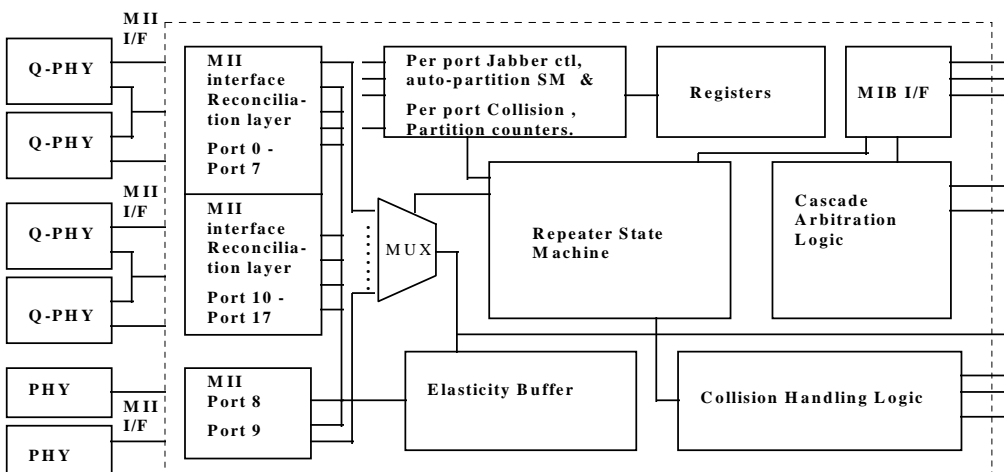 MII
I/F
Q-PHY
Q-PHY
MII
I/F
Q-PHY
Q-PHY
PHY
MII
I/F
PHY
MII
interface
Reconcilia-
tion layer
Port 0 -
Port 7
MII
interface
Reconcilia-
tion layer
Port 10 -
Port 17
MII
Port 8
Port 9
Per port Jabber ctl,
auto-partition SM &
Per port Collision ,
Partition counters.
Registers
MIB I/F
MUX
Repeater State
Machine
Cascade
Arbitration
Logic
Elasticity Buffer
Collision Handling Logic